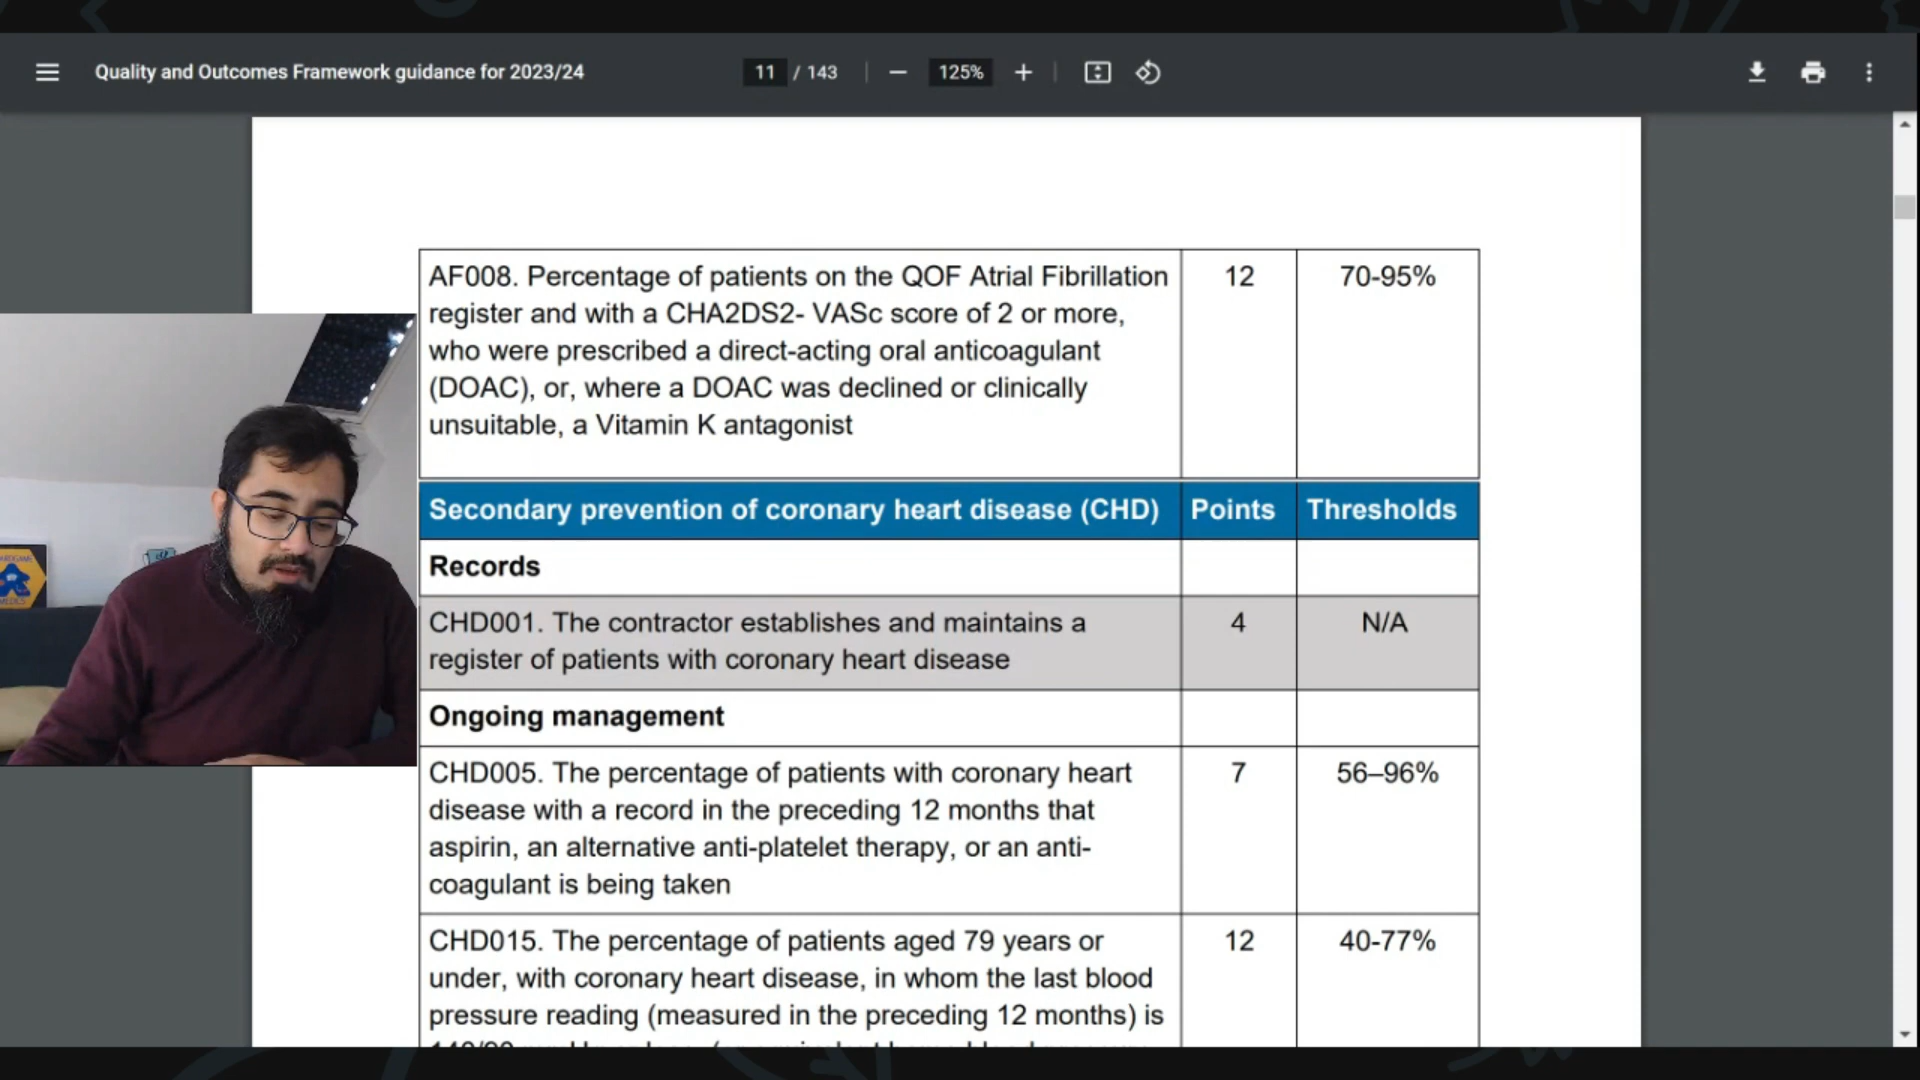 Quality and Outcomes Framework guidance for 2023/24
11 / 143
125%
AF008. Percentage of patients on the QOF Atrial Fibrillation
register and with a CHA2DS2- VASc score of 2 or more,
who were prescribed a direct-acting oral anticoagulant
(DOAC), or, where a DOAC was declined or clinically
unsuitable, a Vitamin K antagonist
12
70-95%
Secondary prevention of coronary heart disease (CHD)
Points
Thresholds
Records
CHD001. The contractor establishes and maintains a
register of patients with coronary heart disease
4
N/A
Ongoing management
CHD005. The percentage of patients with coronary heart
disease with a record in the preceding 12 months that
aspirin, an alternative anti-platelet therapy, or an anti-
coagulant is being taken
7
56–96%
CHD015. The percentage of patients aged 79 years or
under, with coronary heart disease, in whom the last blood
pressure reading (measured in the preceding 12 months) is
12
40-77%